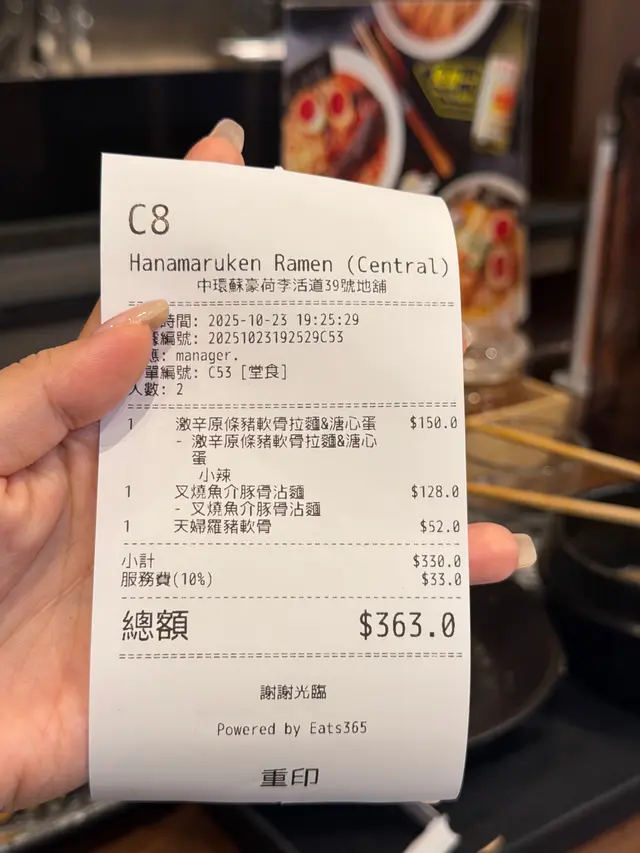 C8
Hanamaruken Ramen (Central)
中環蘇豪荷李活道39號地舖
時間: 2025-10-23 19:25:29
編號: 20251023192529C53
: manager.
單編號: C53 [堂食]
人數: 2
1 激辛原條豬軟骨拉麵&溏心蛋 $150.0
- 激辛原條豬軟骨拉麵&溏心
蛋
小辣
1 叉燒魚介豚骨沾麵 $128.0
- 叉燒魚介豚骨沾麵
1 天婦羅豬軟骨 $52.0
小計 $330.0
服務費(10%) $33.0
總額 $363.0
謝謝光臨
Powered by Eats365
重印